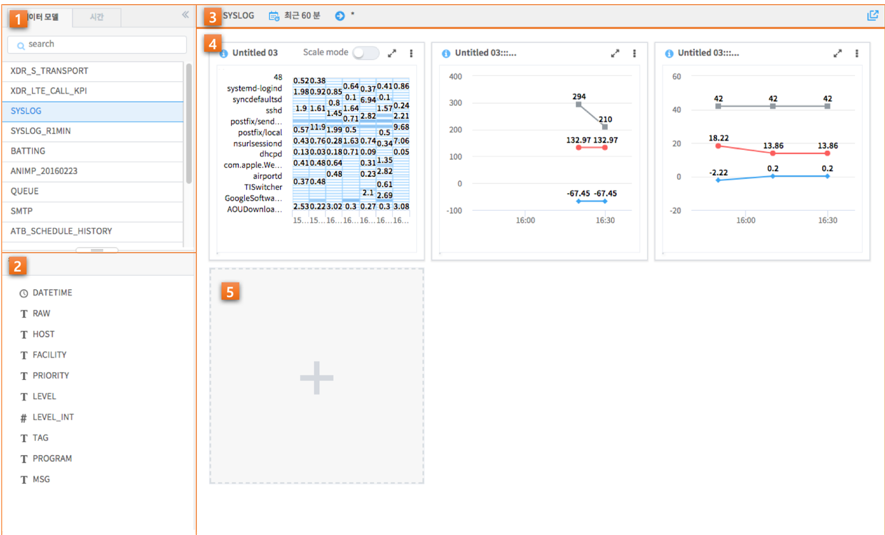 1
이터 모델
시간
search
XDR_S_TRANSPORT
XDR_LTE_CALL_KPI
SYSLOG
SYSLOG_R1MIN
BATTING
ANIMP_20160223
QUEUE
SMTP
ATB_SCHEDULE_HISTORY
2
DATETIME
T RAW
T HOST
T FACILITY
T PRIORITY
T LEVEL
# LEVEL_INT
T TAG
T PROGRAM
T MSG
3
SYSLOG
최근 60 분
*
4
Untitled 03
Scale mode
48
systemd-logind
syncdefaultsd
sshd
postfix/send...
postfix/local
nsurlsessiond
dhcpd
com.apple.We...
airportd
TISwitcher
GoogleSoftwa...
AOUDownloa...
0.52 0.38
0.64 0.37 0.41 0.86
1.98 0.92 0.85
0.1 6.94 0.1
0.8
1.9 1.61 1.45 1.64 1.57 0.24
0.71 2.82 2.21
0.57 11.9 1.99 0.5 0.5 9.68
0.43 0.76 0.28 1.63 0.74 0.34 7.06
0.13 0.03 0.18 0.71 0.09 0.05
0.41 0.48 0.64 0.31 1.35
0.48 0.23 2.82
0.37 0.48 0.61
2.1 2.69
2.53 0.22 3.02 0.3 0.27 0.3 3.08
15... 15... 16... 16... 16... 16... 16...
Untitled 03:::...
400
300
200
100
0
-100
294
210
132.97 132.97
-67.45 -67.45
16:00
16:30
Untitled 03:::...
60
40
20
0
-20
42
42
42
18.22
13.86
13.86
-2.22
0.2
0.2
16:00
16:30
5